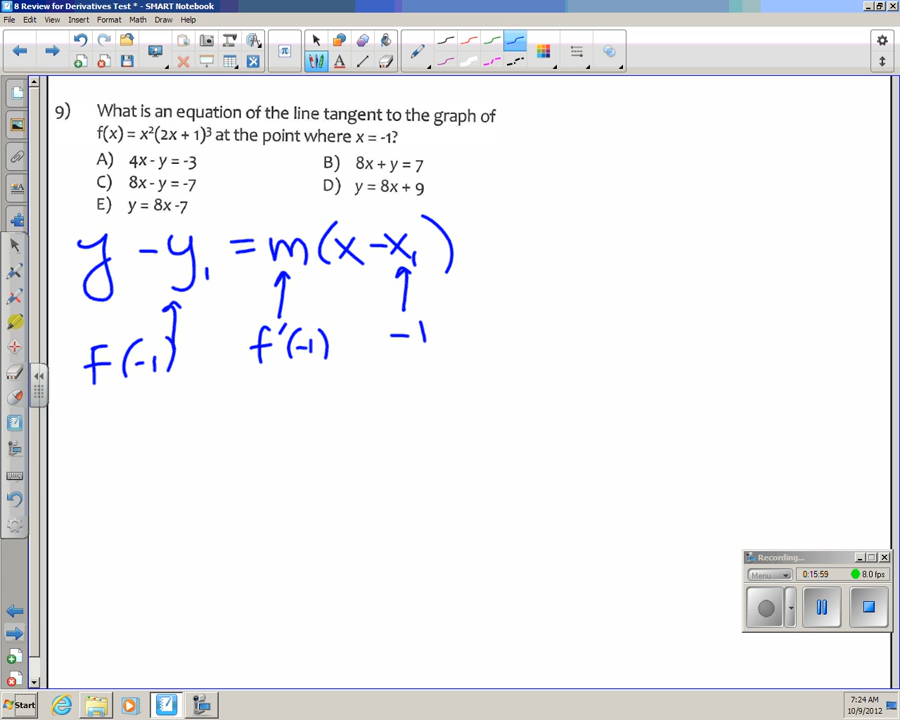 8 Review for Derivatives Test * - SMART Notebook
File Edit View Insert Format Math Draw Help
9) What is an equation of the line tangent to the graph of
f(x) = x²(2x + 1)³ at the point where x = -1?
A) 4x - y = -3 B) 8x + y = 7
C) 8x - y = -7 D) y = 8x + 9
E) y = 8x -7
y - y₁ = m(x - x₁)
f(-1) f'(-1) -1
Recording...
Menu 0:15:59 8.0 fps
Start
7:24 AM
10/9/2012